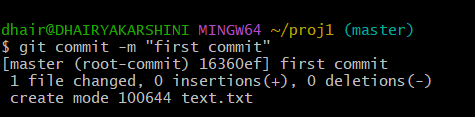 dhair@DHAIRYAKARSHINI MINGW64 ~/proj1 (master)
$ git commit -m "first commit"
[master (root-commit) 16360ef] first commit
 1 file changed, 0 insertions(+), 0 deletions(-)
 create mode 100644 text.txt